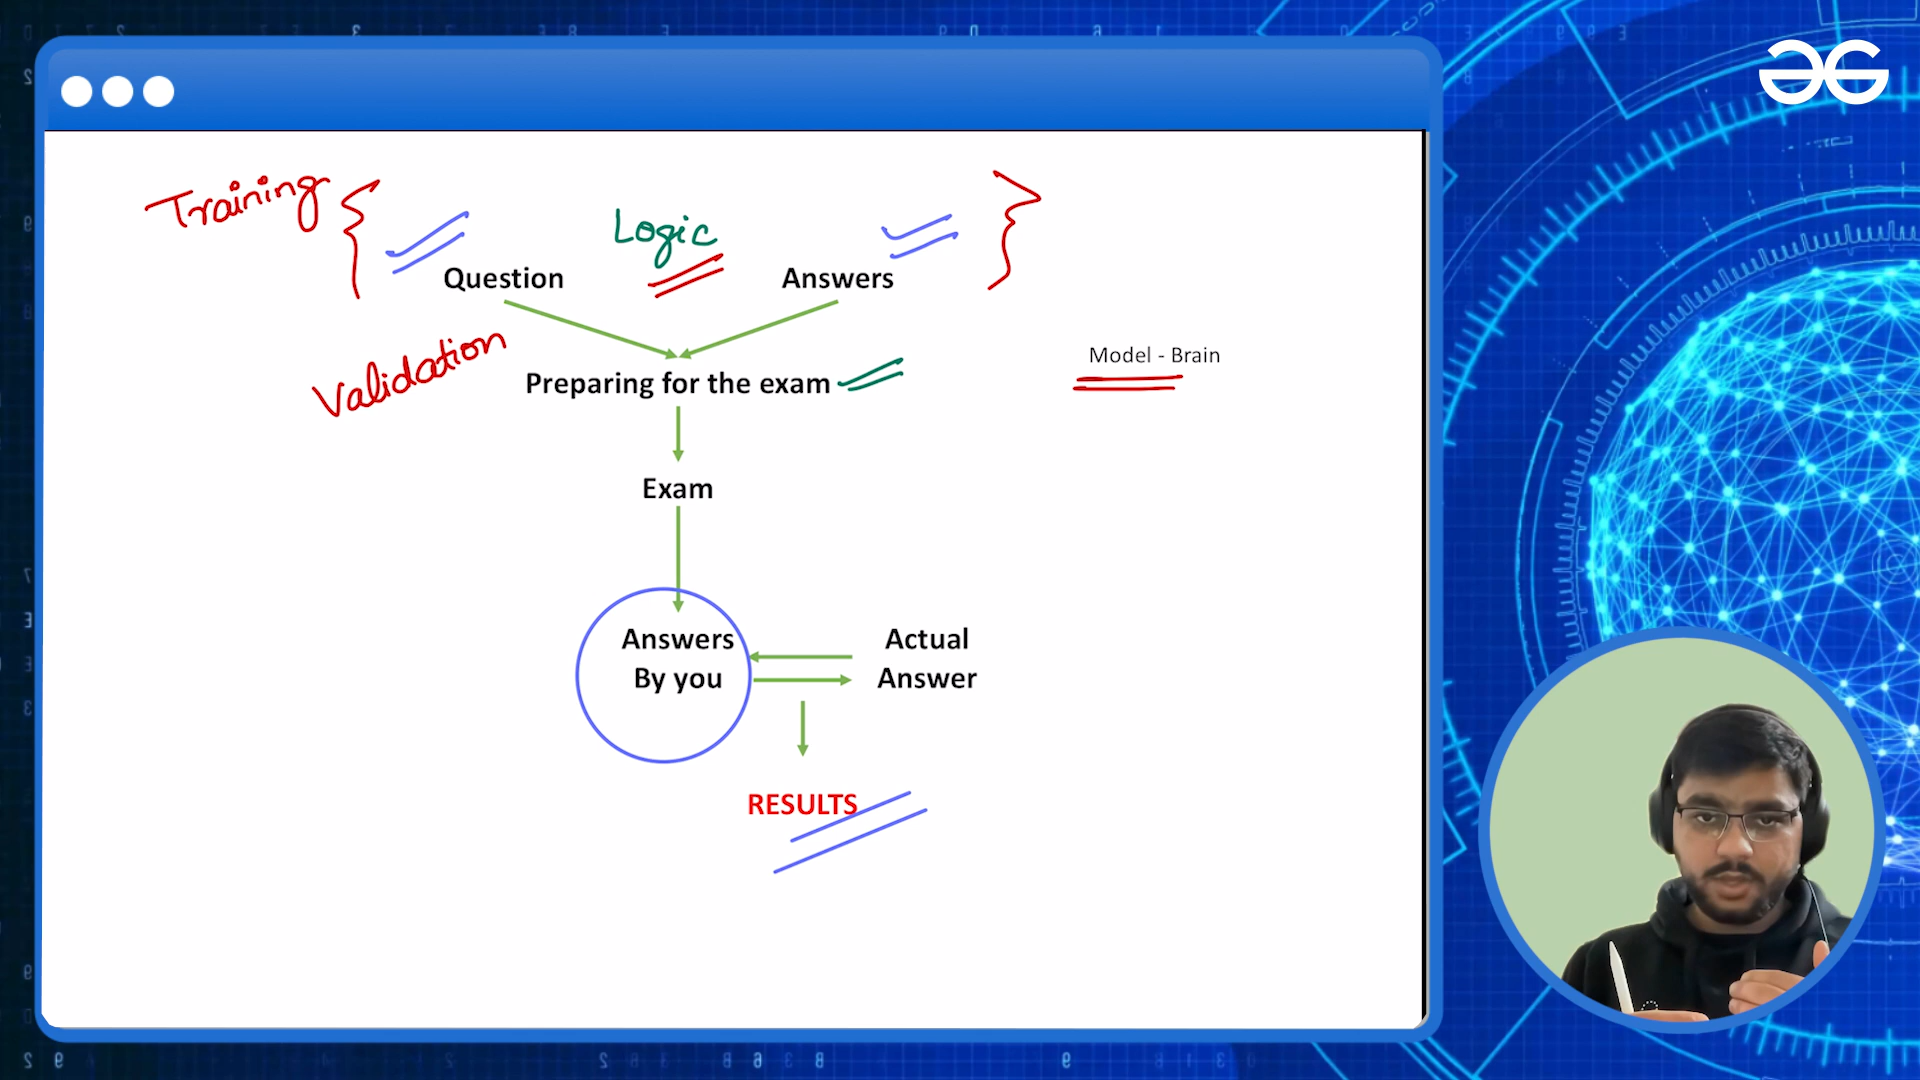 Training
Logic
Question
Answers
Validation
Model - Brain
Preparing for the exam
Exam
Answers
By you
Actual
Answer
RESULTS